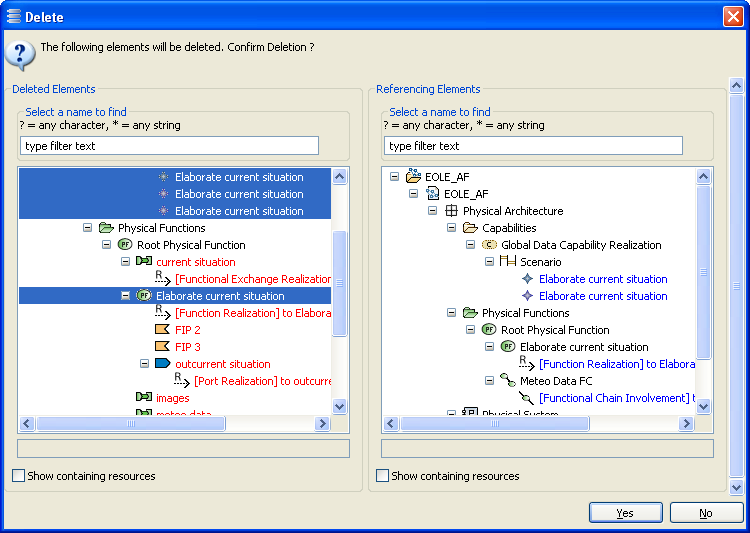 Delete
The following elements will be deleted. Confirm Deletion ?
Deleted Elements
Select a name to find
? = any character, * = any string
type filter text
Elaborate current situation
Elaborate current situation
Elaborate current situation
Physical Functions
PF Root Physical Function
current situation
R [Functional Exchange Realization
PF Elaborate current situation
R [Function Realization] to Elabora
FIP 2
FIP 3
outcurrent situation
R [Port Realization] to outcurre
images
meteo data
Show containing resources
Referencing Elements
Select a name to find
? = any character, * = any string
type filter text
EOLE_AF
EOLE_AF
Physical Architecture
Capabilities
C Global Data Capability Realization
Scenario
Elaborate current situation
Elaborate current situation
Physical Functions
PF Root Physical Function
PF Elaborate current situation
R [Function Realization] to Elabora
Meteo Data FC
[Functional Chain Involvement] t
Physical System
Show containing resources
Yes
No